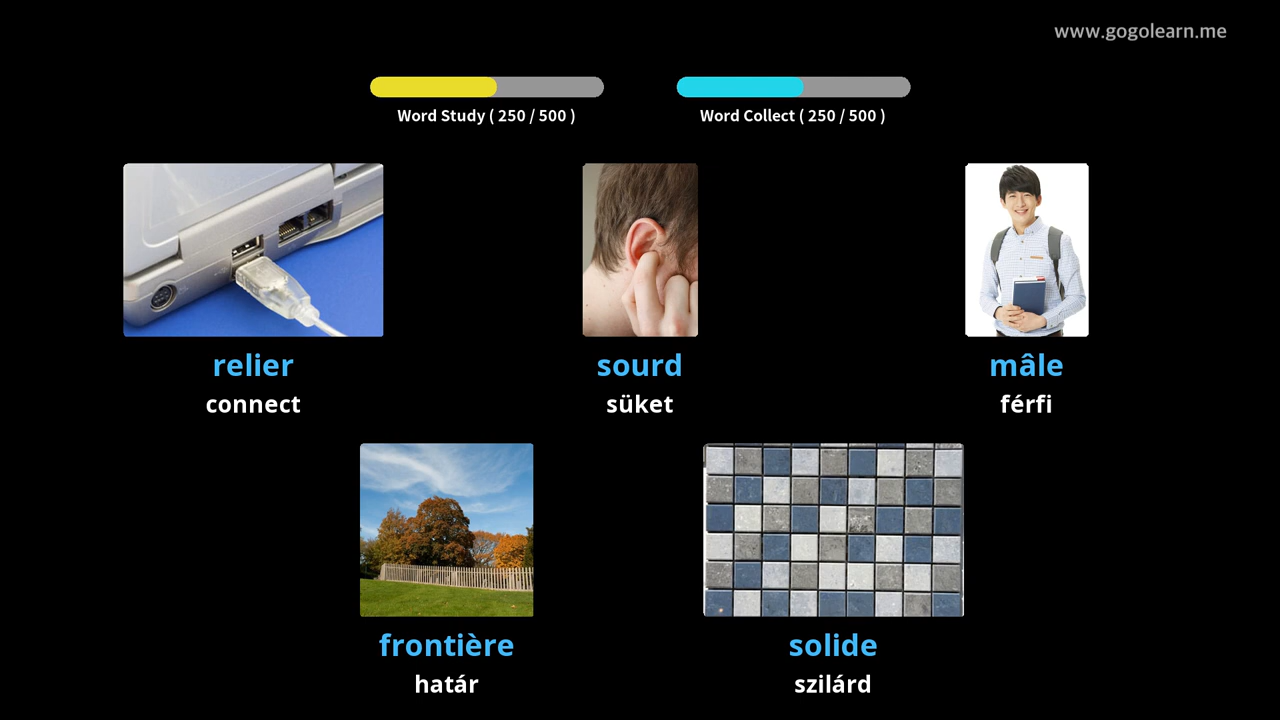 www.gogolearn.me
Word Study ( 250 / 500 )
Word Collect ( 250 / 500 )
relier
connect
sourd
süket
mâle
férfi
frontière
határ
solide
szilárd